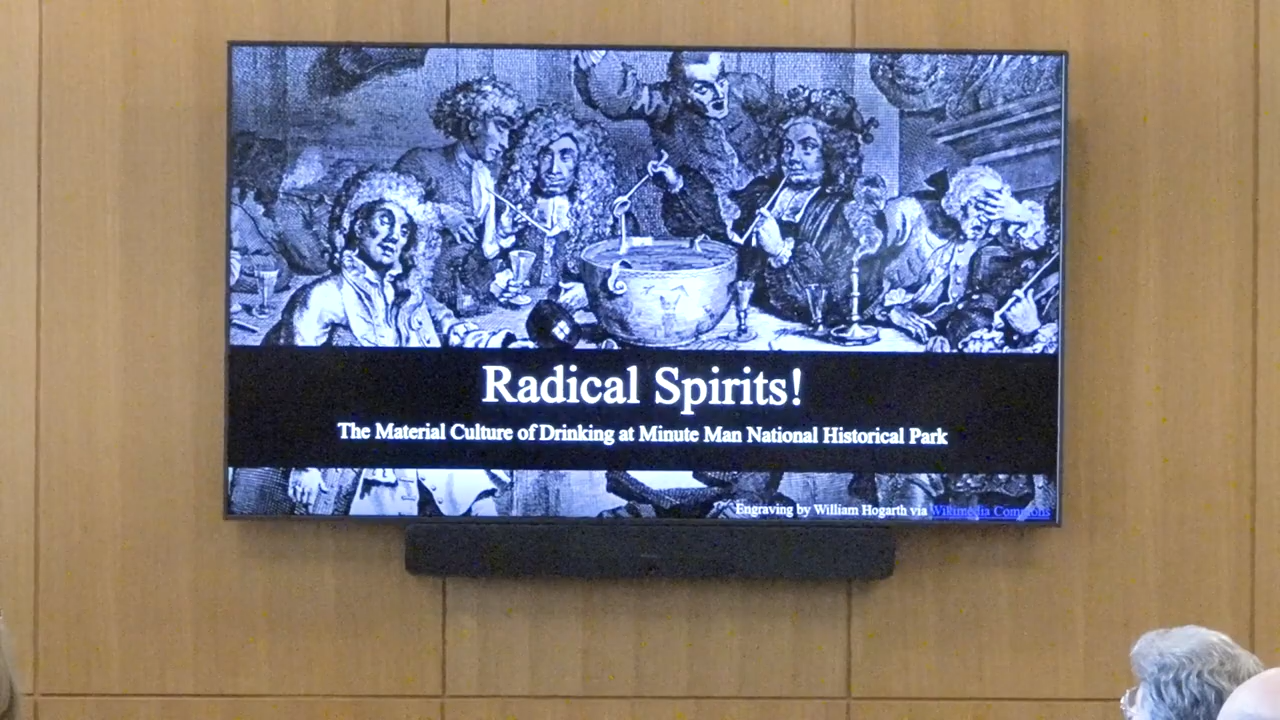 Radical Spirits!
The Material Culture of Drinking at Minute Man National Historical Park
Engraving by William Hogarth via Wikimedia Commons